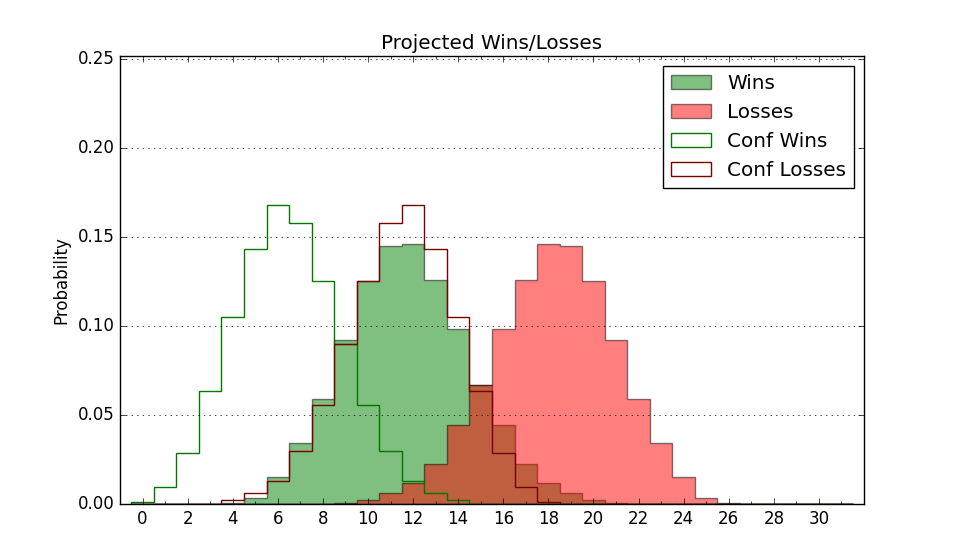 Projected Wins/Losses
0.25
0.20
0.15
0.10
0.05
0.00
Probability
Wins
Losses
Conf Wins
Conf Losses
0 2 4 6 8 10 12 14 16 18 20 22 24 26 28 30